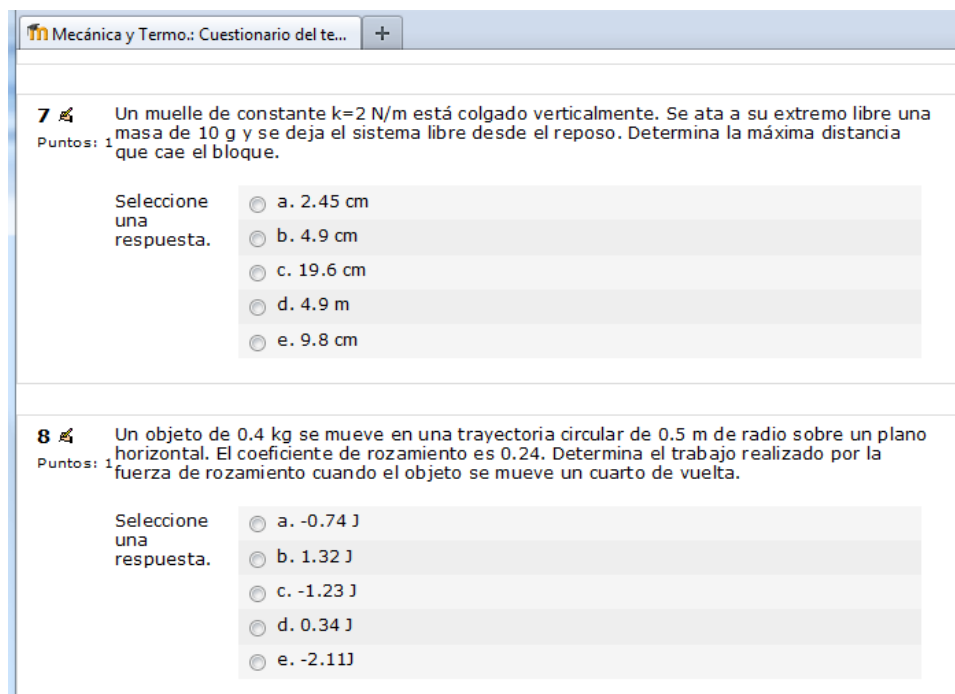 Mecánica y Termo.: Cuestionario del te...
+
7
Un muelle de constante k=2 N/m está colgado verticalmente. Se ata a su extremo libre una
Puntos: 1
masa de 10 g y se deja el sistema libre desde el reposo. Determina la máxima distancia
que cae el bloque.
Seleccione
una
respuesta.
a. 2.45 cm
b. 4.9 cm
c. 19.6 cm
d. 4.9 m
e. 9.8 cm
8
Un objeto de 0.4 kg se mueve en una trayectoria circular de 0.5 m de radio sobre un plano
Puntos: 1
horizontal. El coeficiente de rozamiento es 0.24. Determina el trabajo realizado por la
fuerza de rozamiento cuando el objeto se mueve un cuarto de vuelta.
Seleccione
una
respuesta.
a. -0.74 J
b. 1.32 J
c. -1.23 J
d. 0.34 J
e. -2.11J